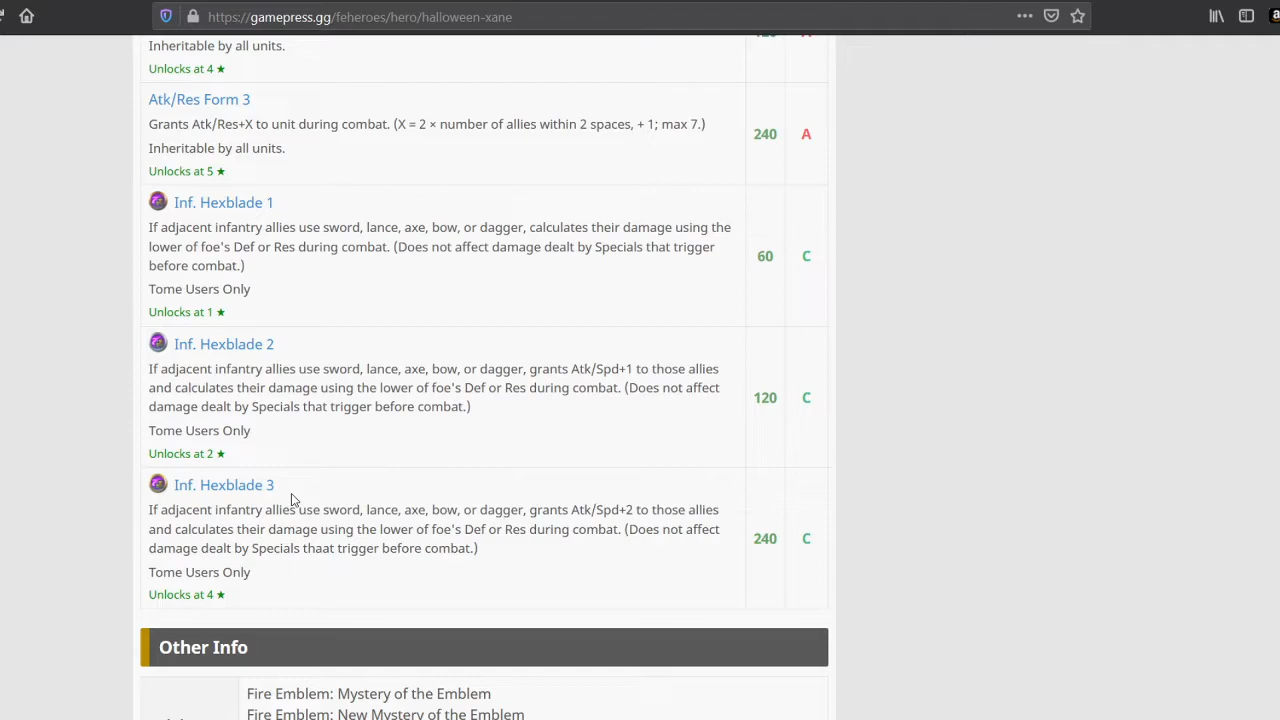 https://gamepress.gg/feheroes/hero/halloween-xane
Inheritable by all units.
Unlocks at 4 ★
Atk/Res Form 3
Grants Atk/Res+X to unit during combat. (X = 2 × number of allies within 2 spaces, + 1; max 7.)
Inheritable by all units.
Unlocks at 5 ★
240
A
Inf. Hexblade 1
If adjacent infantry allies use sword, lance, axe, bow, or dagger, calculates their damage using the
lower of foe's Def or Res during combat. (Does not affect damage dealt by Specials that trigger
before combat.)
Tome Users Only
Unlocks at 1 ★
60
C
Inf. Hexblade 2
If adjacent infantry allies use sword, lance, axe, bow, or dagger, grants Atk/Spd+1 to those allies
and calculates their damage using the lower of foe's Def or Res during combat. (Does not affect
damage dealt by Specials that trigger before combat.)
Tome Users Only
Unlocks at 2 ★
120
C
Inf. Hexblade 3
If adjacent infantry allies use sword, lance, axe, bow, or dagger, grants Atk/Spd+2 to those allies
and calculates their damage using the lower of foe's Def or Res during combat. (Does not affect
damage dealt by Specials thaat trigger before combat.)
Tome Users Only
Unlocks at 4 ★
240
C
Other Info
Fire Emblem: Mystery of the Emblem
Fire Emblem: New Mystery of the Emblem